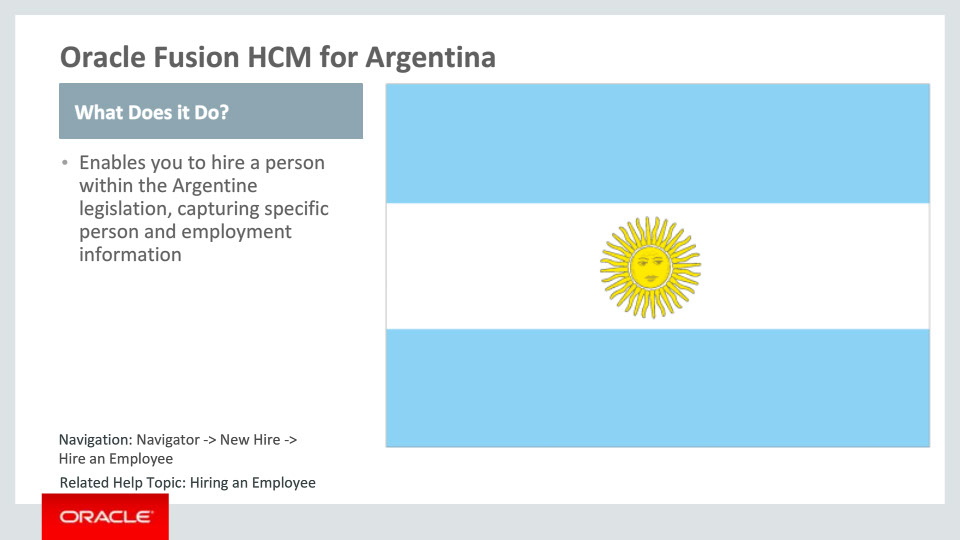 Oracle Fusion HCM for Argentina
What Does it Do?
• Enables you to hire a person
within the Argentine
legislation, capturing specific
person and employment
information
Navigation: Navigator -> New Hire ->
Hire an Employee
Related Help Topic: Hiring an Employee
ORACLE